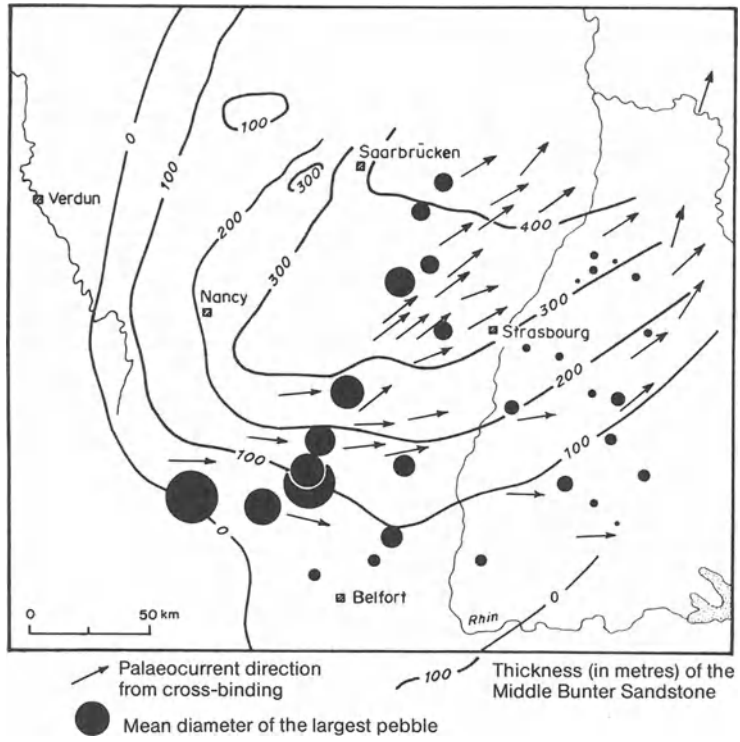 0
100
100
Saarbrücken
Verdun
200
300
400
300
Nancy
300
Strasbourg
200
100
100
0
Belfort
0
Rhin
0 50 km
Palaeocurrent direction
from cross-binding
100
Thickness (in metres) of the
Middle Bunter Sandstone
Mean diameter of the largest pebble